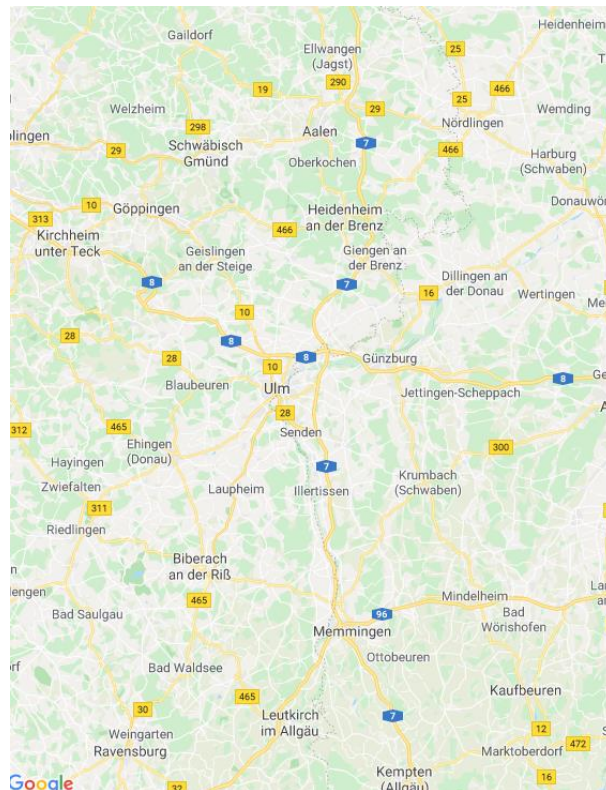 Gaildorf
Heidenheim
Ellwangen
(Jagst)
25
19
290
466
25
Welzheim
29
Wemding
298
Aalen
Nördlingen
Schwäbisch
Gmünd
7
29
466
Oberkochen
Harburg
(Schwaben)
10
Göppingen
Heidenheim
an der Brenz
313
466
Kirchheim
unter Teck
Geislingen
an der Steige
Giengen an
der Brenz
Dillingen an
der Donau
8
7
16
Wertingen
10
28
8
28
8
Günzburg
10
Blaubeuren
Ulm
8
Jettingen-Scheppach
28
312
465
Ehingen
(Donau)
Senden
300
Hayingen
7
Zwiefalten
Laupheim
Illertissen
Krumbach
(Schwaben)
311
Riedlingen
Biberach
an der Riß
465
Mindelheim
96
Bad Saulgau
Memmingen
Bad
Wörishofen
Ottobeuren
Bad Waldsee
465
Kaufbeuren
30
Leutkirch
im Allgäu
7
12
Weingarten
Ravensburg
472
Marktoberdorf
Kempten
(Allgäu)
16
32
Google